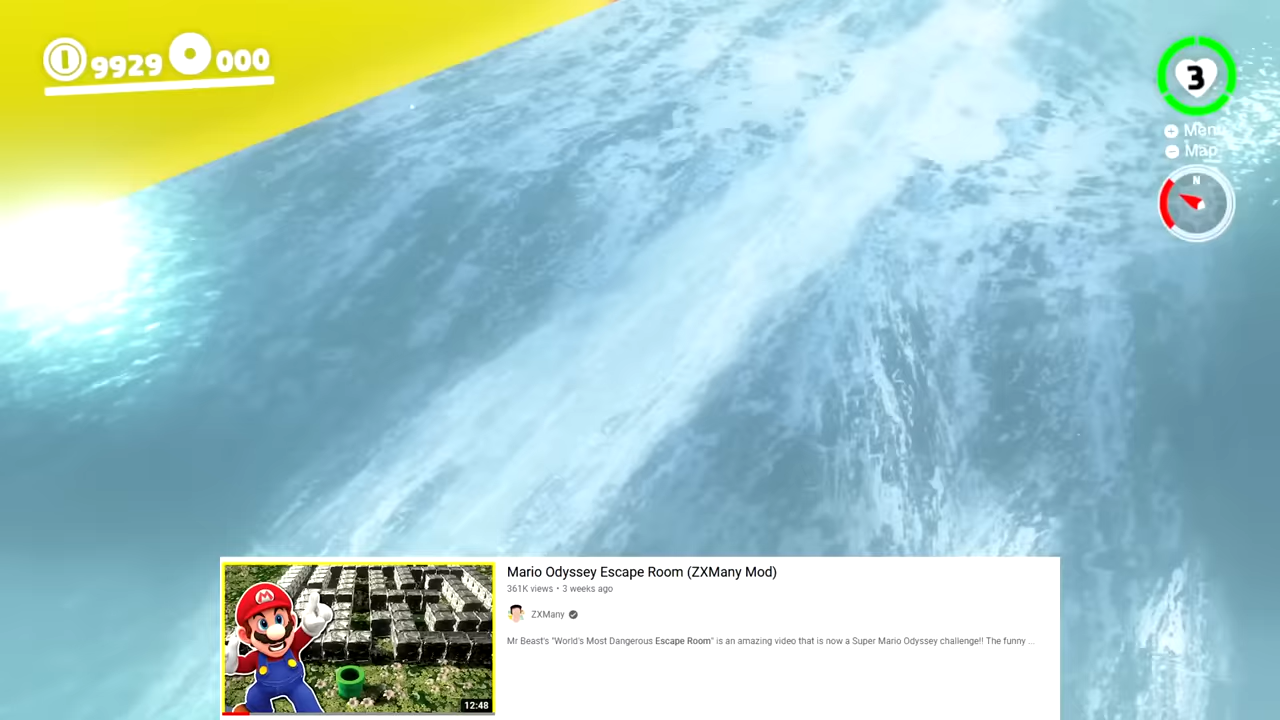 9929 000
3
+ Menu
- Map
N
Mario Odyssey Escape Room (ZXMany Mod)
361K views • 3 weeks ago
ZXMany
Mr Beast's "World's Most Dangerous Escape Room" is an amazing video that is now a Super Mario Odyssey challenge!! The funny ...
M
12:48